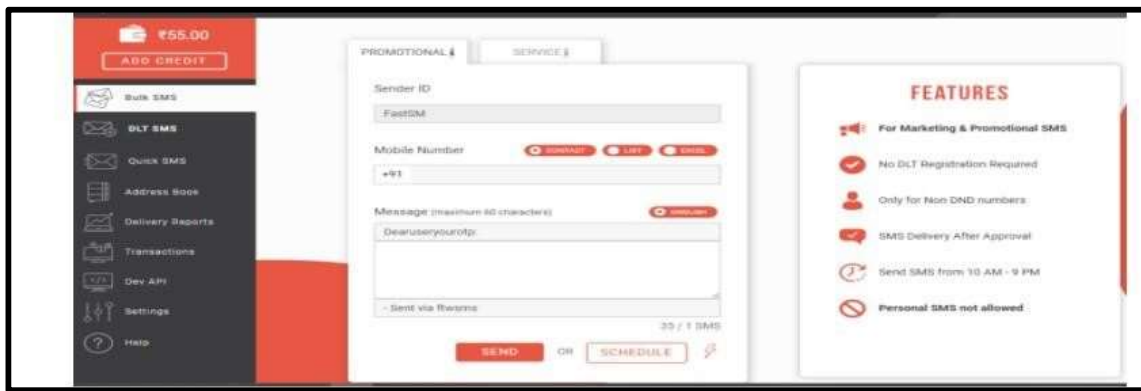 ₹55.00
ADD CREDIT
Bulk SMS
DLT SMS
Quick SMS
Address Book
Delivery Reports
Transactions
Dev API
Settings
Help
PROMOTIONAL
SERVICE
Sender ID
FastSM
Mobile Number
CONTACT LIST EXCEL
+91
Message (maximum 60 characters)
ENGLISH
Dearuseryourotp:
- Sent via
/ 1 SMS
SEND OR SCHEDULE
FEATURES
For Marketing & Promotional SMS
No DLT Registration Required
Only for Non DND numbers
SMS Delivery After Approval
Send SMS from 10 AM - 9 PM
Personal SMS not allowed